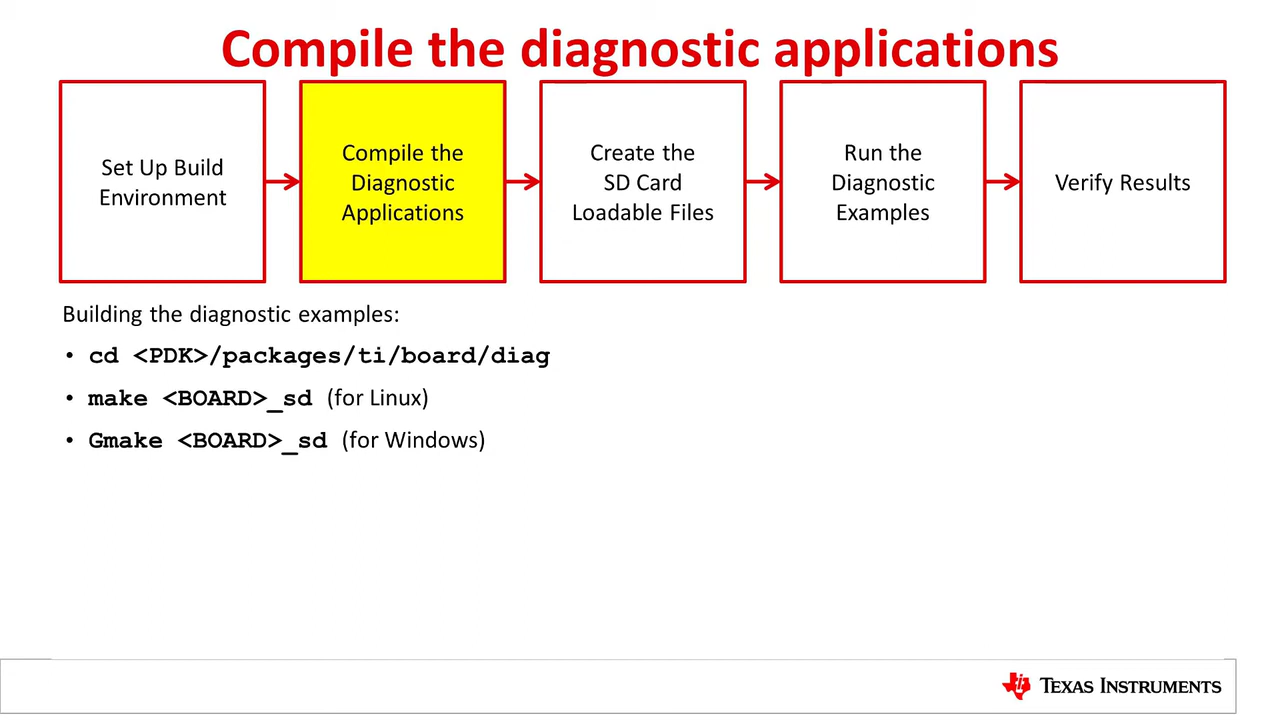 Compile the diagnostic applications
Set Up Build
Environment
Compile the
Diagnostic
Applications
Create the
SD Card
Loadable Files
Run the
Diagnostic
Examples
Verify Results
Building the diagnostic examples:
• cd <PDK>/packages/ti/board/diag
• make <BOARD>_sd (for Linux)
• Gmake <BOARD>_sd (for Windows)
TEXAS INSTRUMENTS